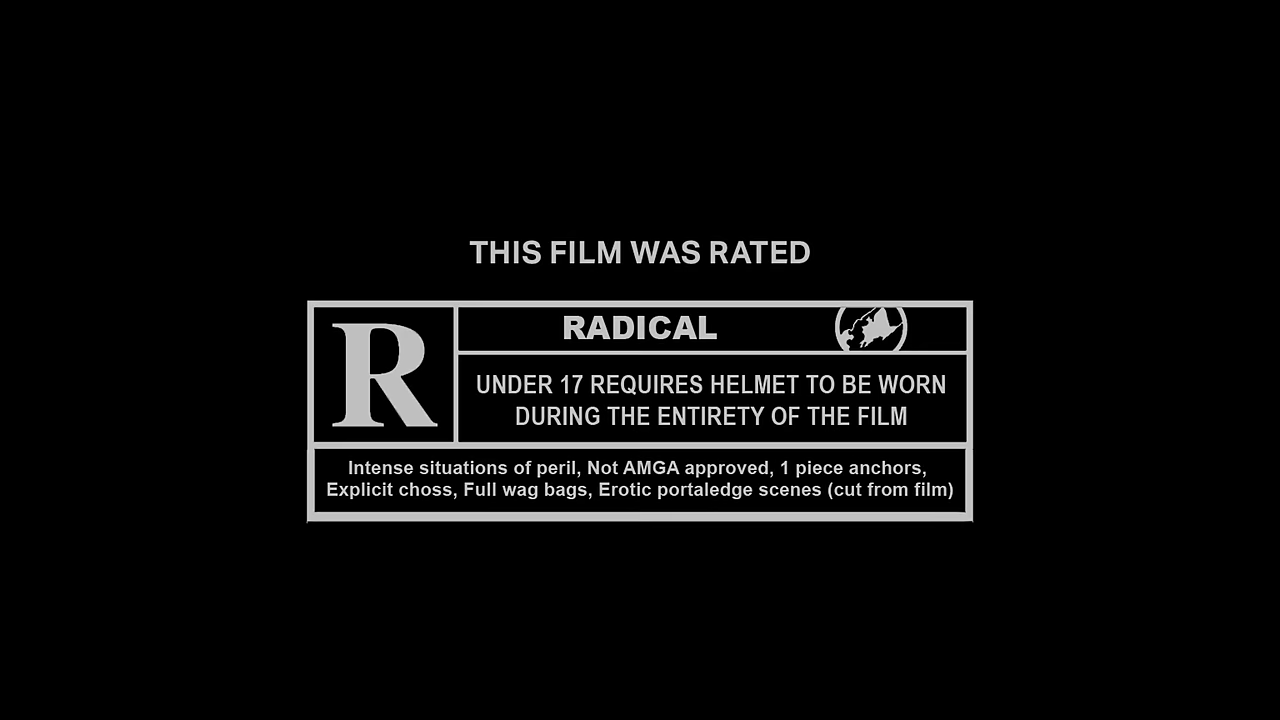 THIS FILM WAS RATED
R
RADICAL
UNDER 17 REQUIRES HELMET TO BE WORN
DURING THE ENTIRETY OF THE FILM
Intense situations of peril, Not AMGA approved, 1 piece anchors,
Explicit choss, Full wag bags, Erotic portaledge scenes (cut from film)